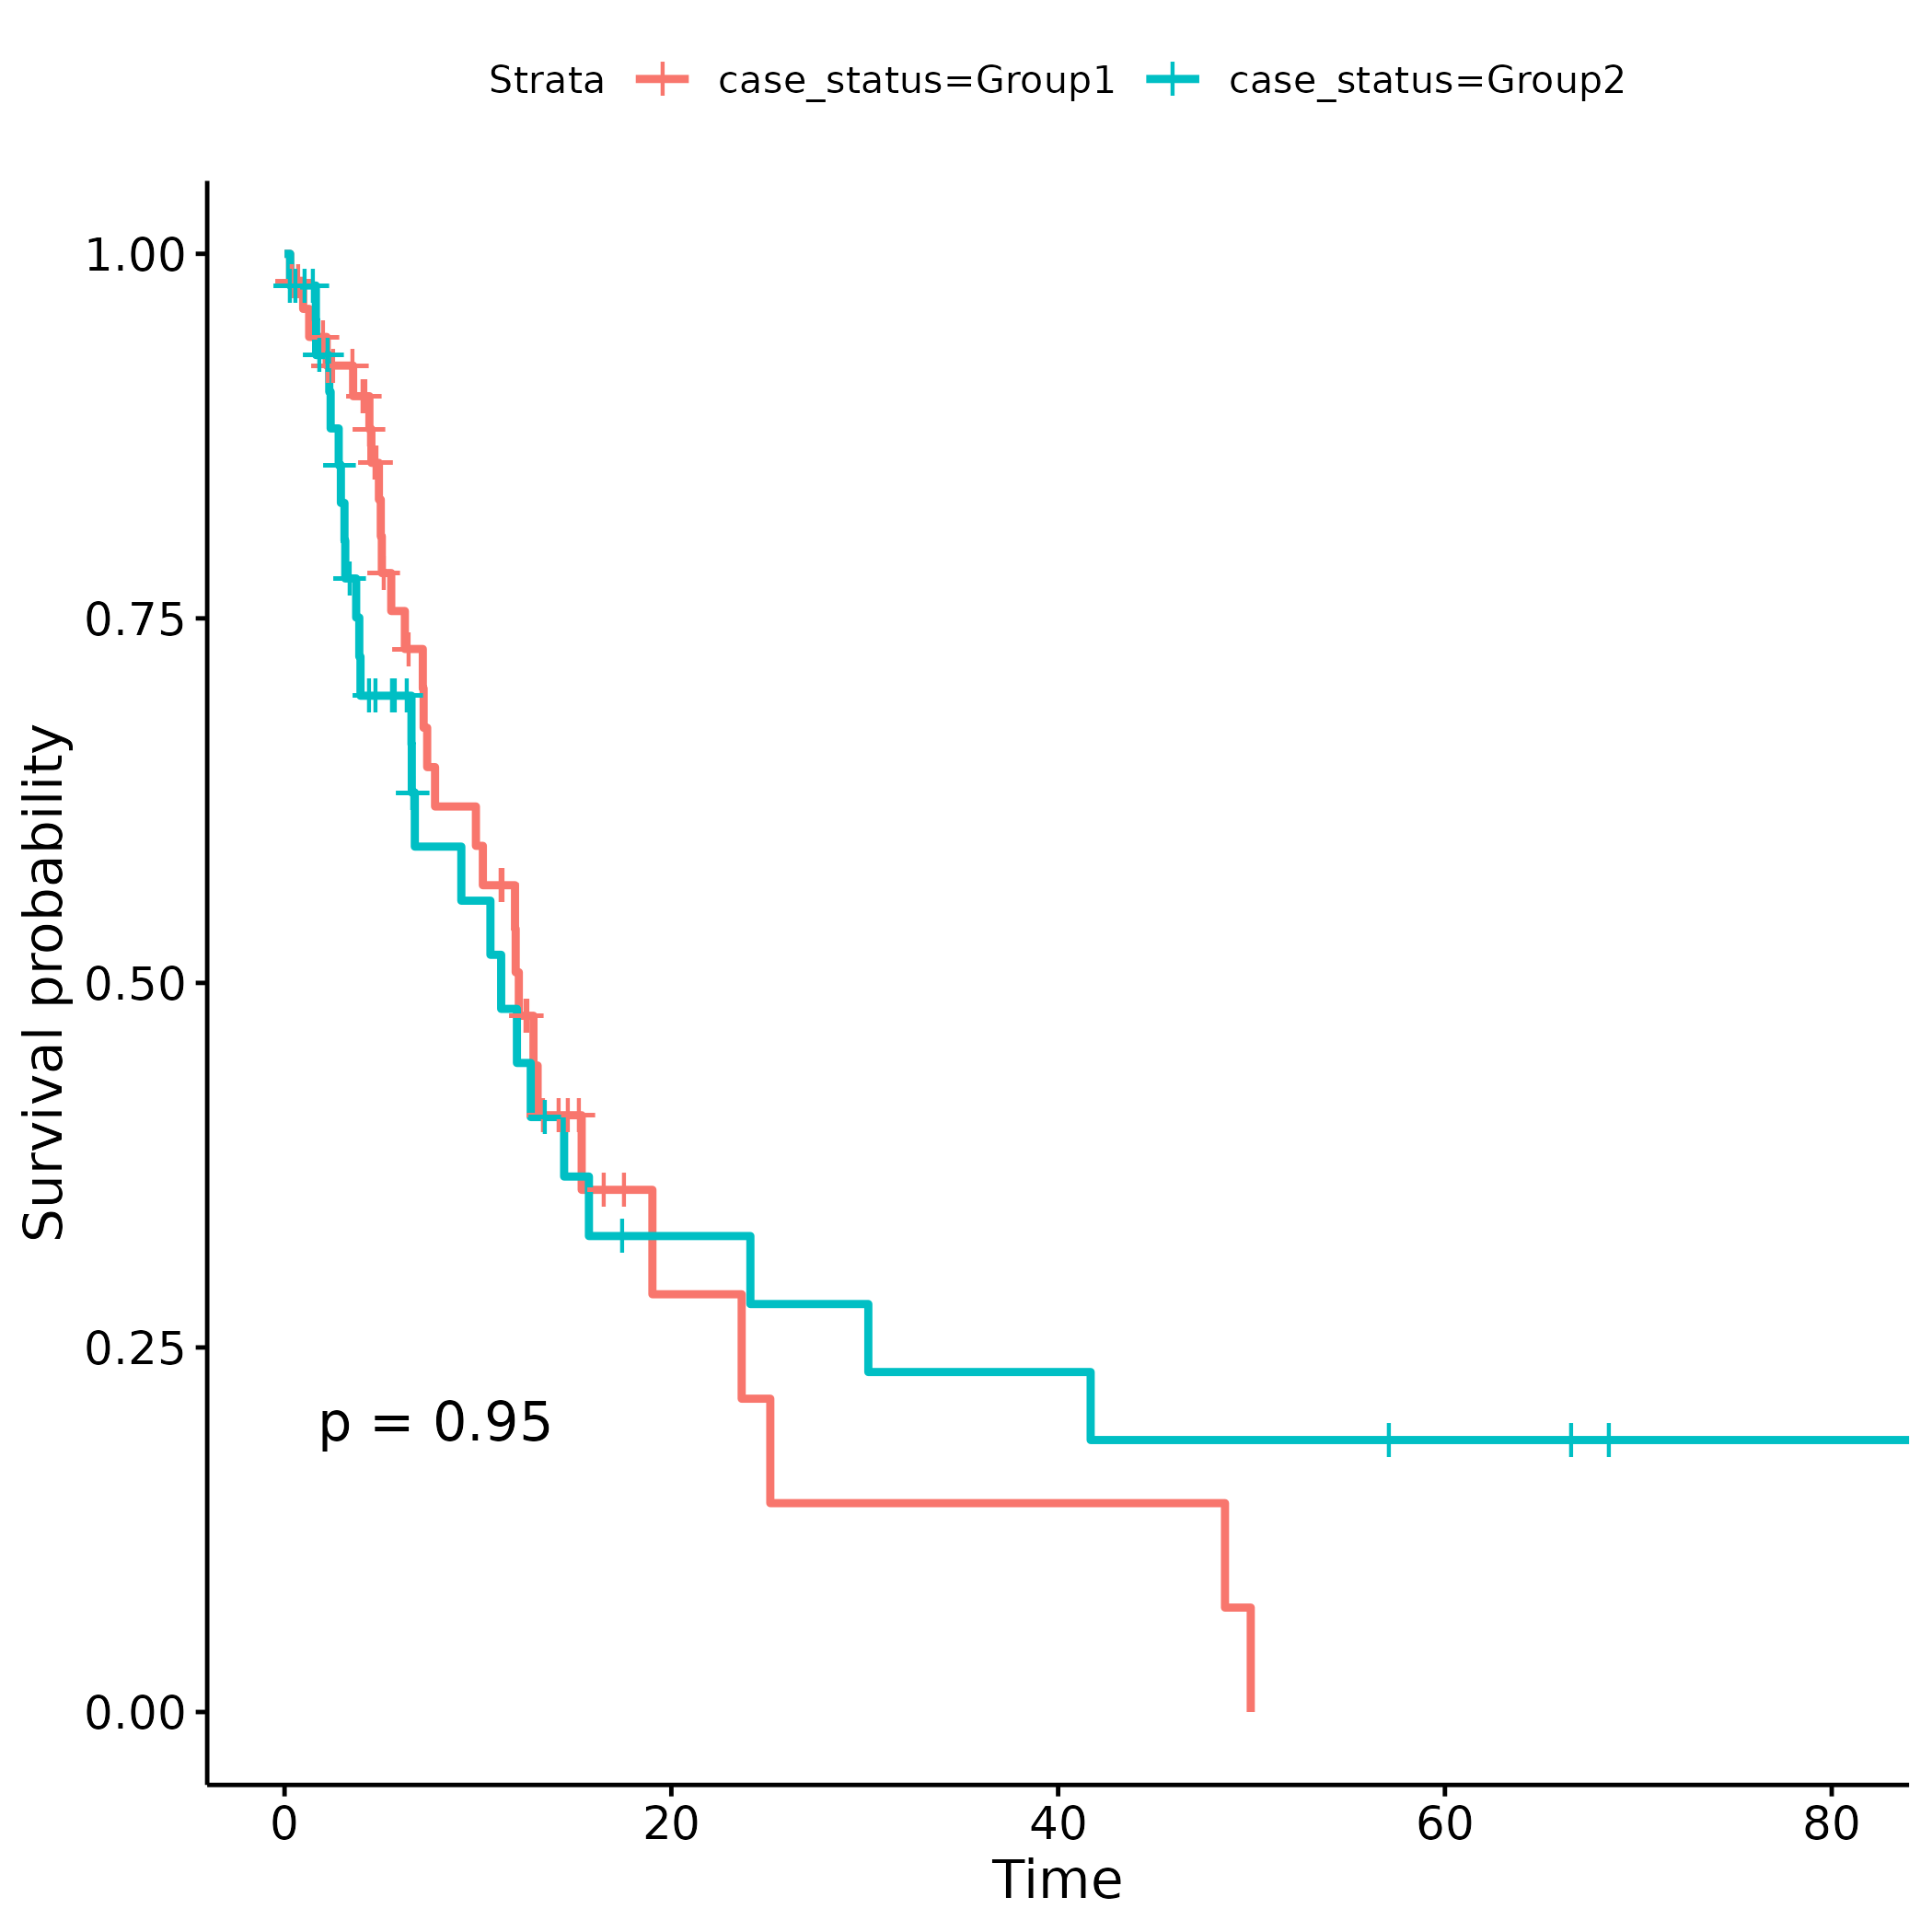 Strata case_status=Group1 case_status=Group2
Survival probability
1.00
0.75
0.50
0.25
0.00
p = 0.95
0 20 40 60 80
Time